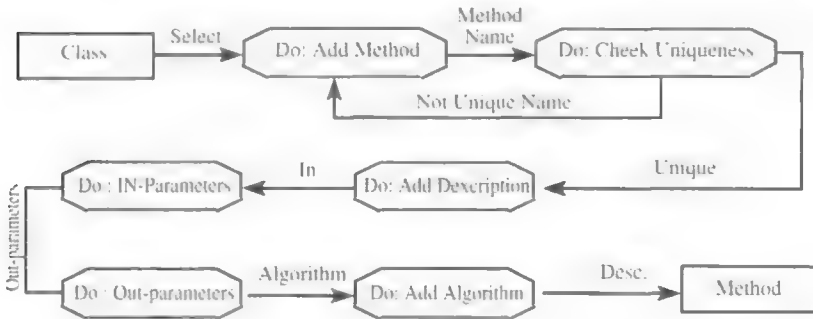 Class
Select
Do: Add Method
Method
Name
Do: Cheek Uniqueness
Not Unique Name
Unique
Do: Add Dexcription
In
Do : IN-Parameters
Out-parameters
Do : Out-parameters
Algorithm
Do: Add Algorithm
Desc.
Method